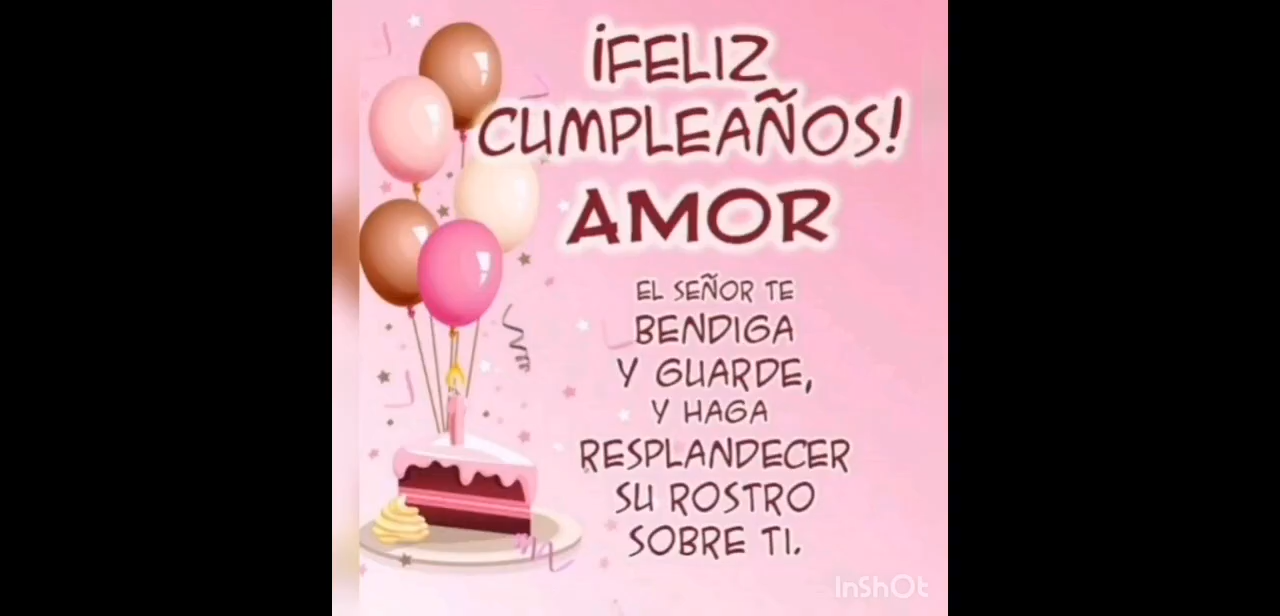 ¡FELIZ
CUMPLEAÑOS!
AMOR
EL SEÑOR TE
BENDIGA
Y GUARDE,
Y HAGA
RESPLANDECER
SU ROSTRO
SOBRE TI.
InShOt